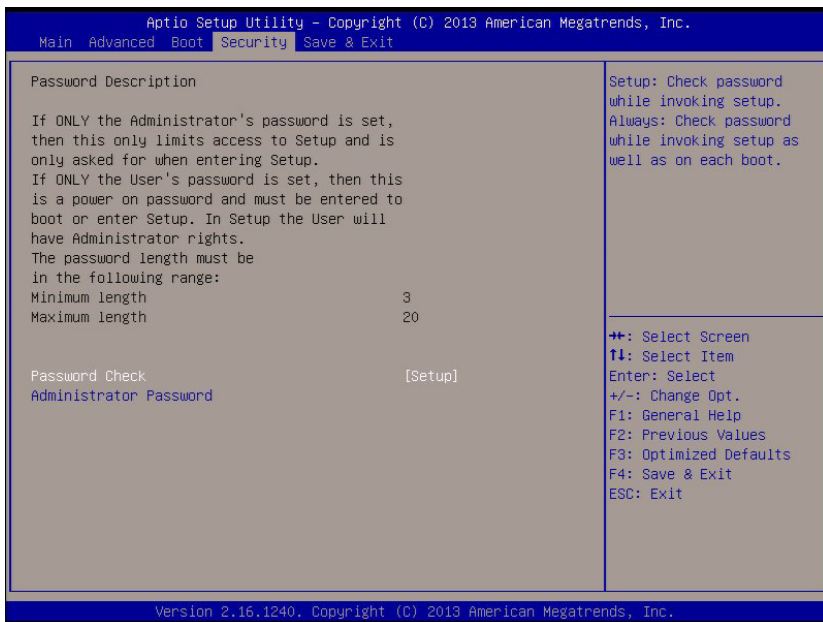 Aptio Setup Utility – Copyright (C) 2013 American Megatrends, Inc.
Main Advanced Boot Security Save & Exit
Password Description
If ONLY the Administrator's password is set,
then this only limits access to Setup and is
only asked for when entering Setup.
If ONLY the User's password is set, then this
is a power on password and must be entered to
boot or enter Setup. In Setup the User will
have Administrator rights.
The password length must be
in the following range:
Minimum length 3
Maximum length 20
Password Check [Setup]
Administrator Password
Setup: Check password
while invoking setup.
Always: Check password
while invoking setup as
well as on each boot.
→←: Select Screen
↑↓: Select Item
Enter: Select
+/-: Change Opt.
F1: General Help
F2: Previous Values
F3: Optimized Defaults
F4: Save & Exit
ESC: Exit
Version 2.16.1240. Copyright (C) 2013 American Megatrends, Inc.